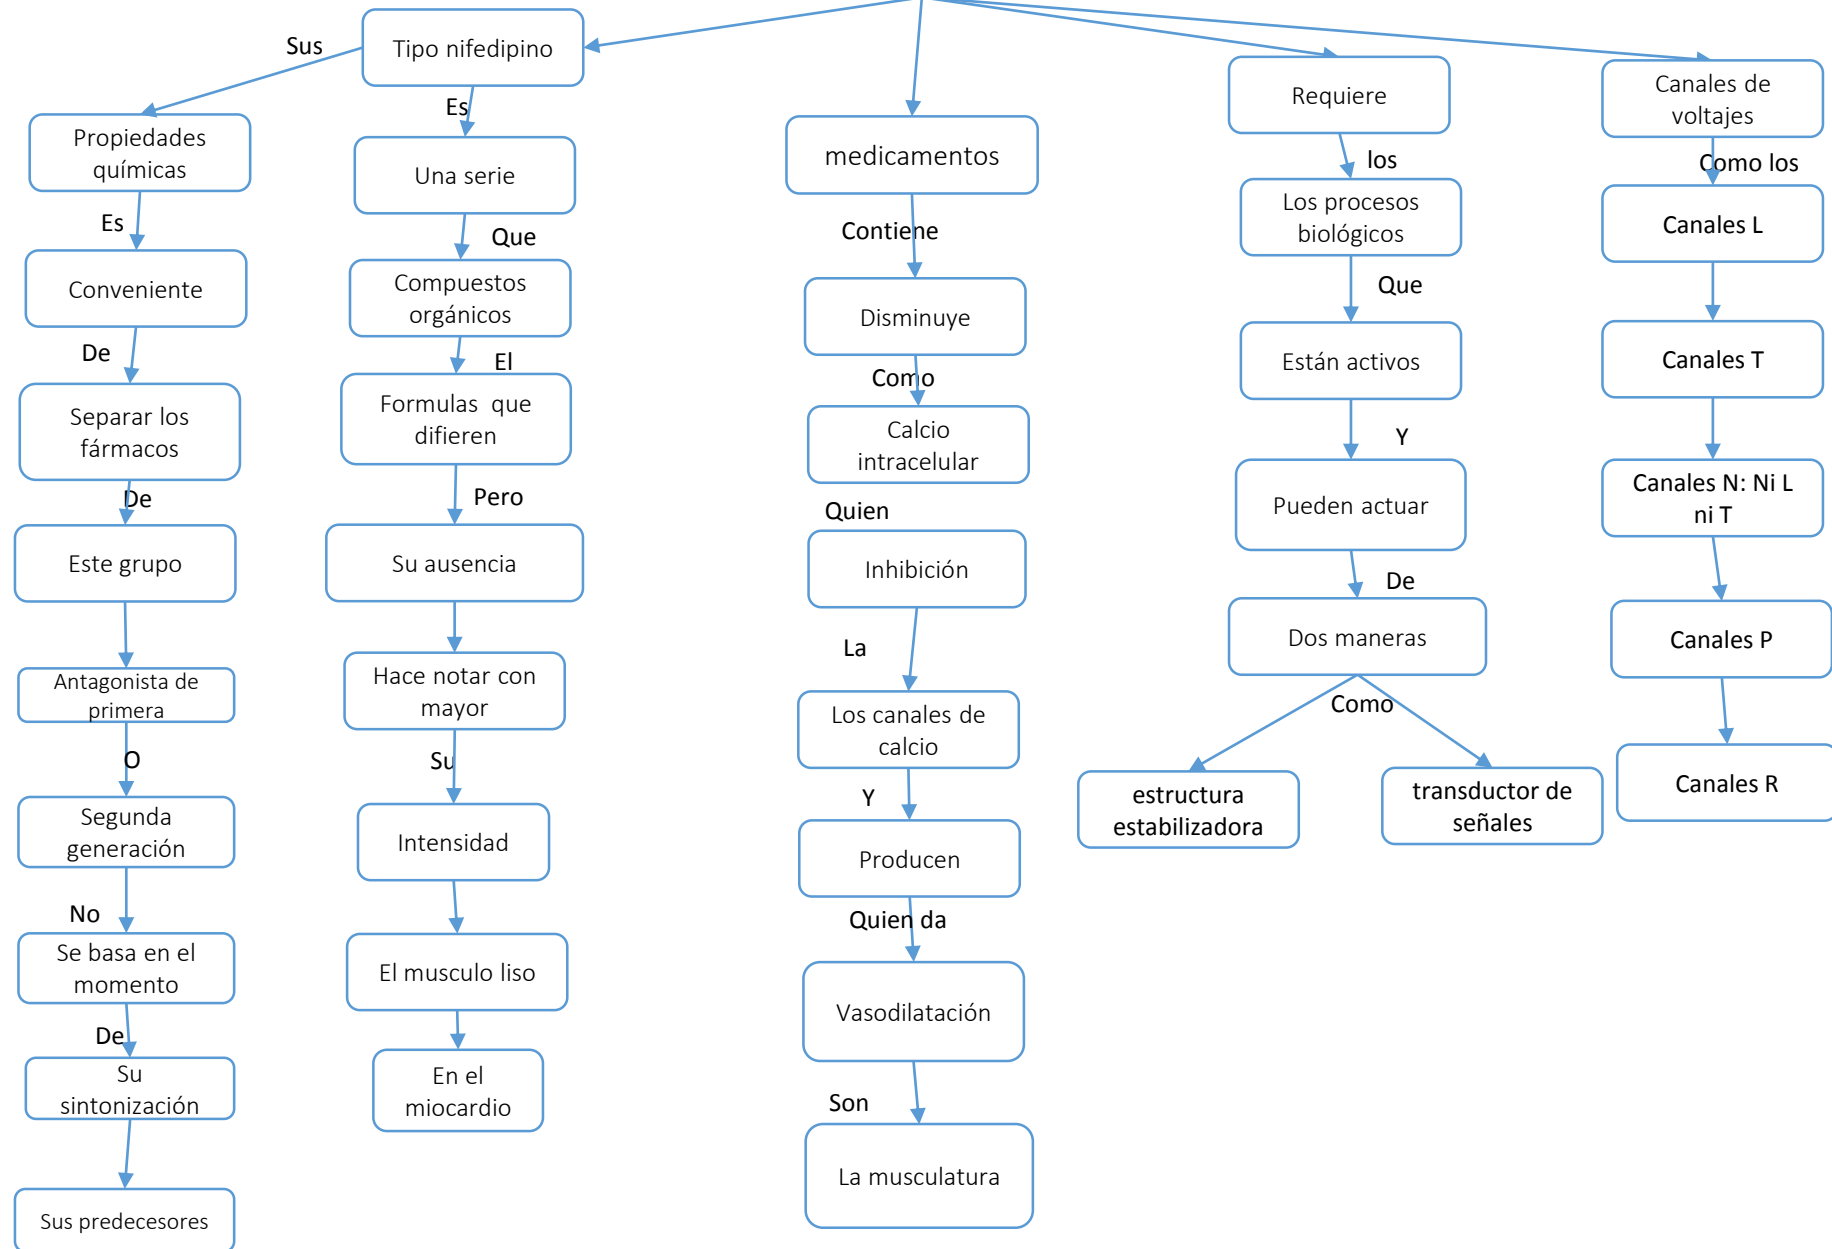 Sus
Tipo nifedipino
Es
Propiedades
químicas
Es
Conveniente
De
Separar los
fármacos
De
Este grupo
Antagonista de
primera
O
Segunda
generación
No
Se basa en el
momento
De
Su
sintonización
Sus predecesores
Una serie
Que
Compuestos
orgánicos
El
Formulas  que
difieren
Pero
Su ausencia
Hace notar con
mayor
Su
Intensidad
El musculo liso
En el
miocardio
medicamentos
Contiene
Disminuye
Como
Calcio
intracelular
Quien
Inhibición
La
Los canales de
calcio
Y
Producen
Quien da
Vasodilatación
Son
La musculatura
Requiere
los
Los procesos
biológicos
Que
Están activos
Y
Pueden actuar
De
Dos maneras
Como
estructura
estabilizadora
transductor de
señales
Canales de
voltajes
Como los
Canales L
Canales T
Canales N: Ni L
ni T
Canales P
Canales R